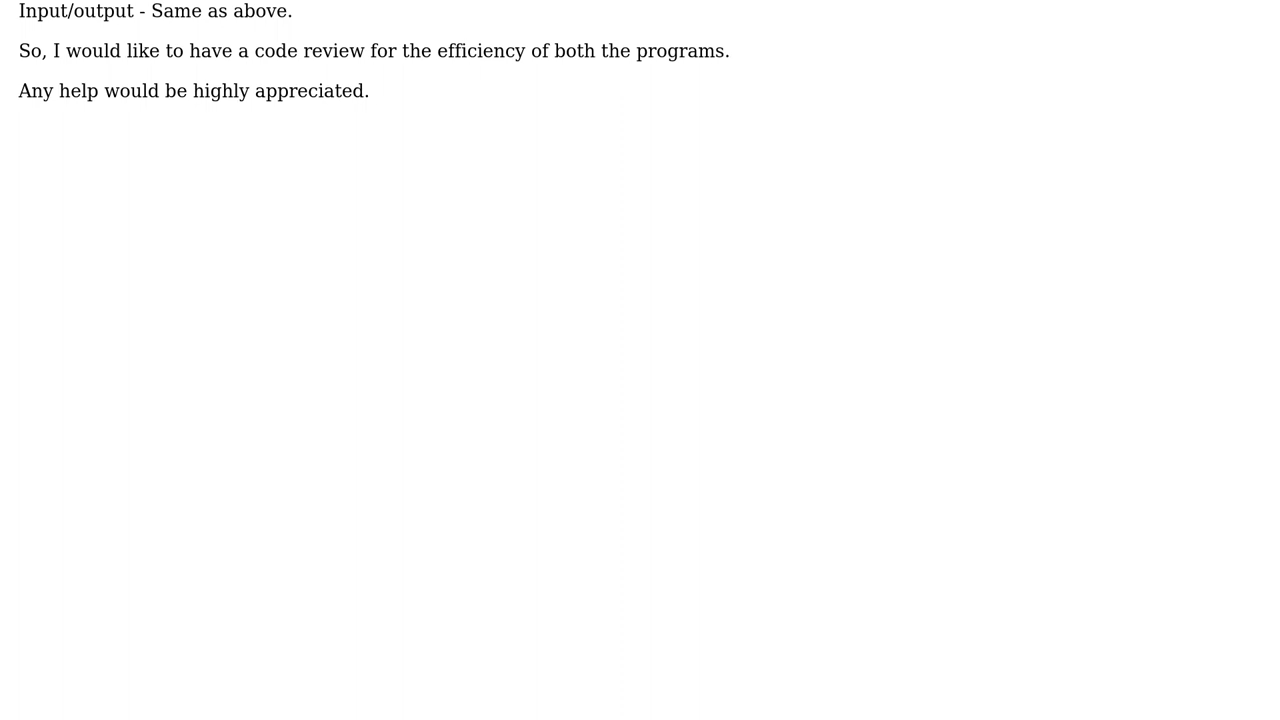 Input/output - Same as above.
So, I would like to have a code review for the efficiency of both the programs.
Any help would be highly appreciated.